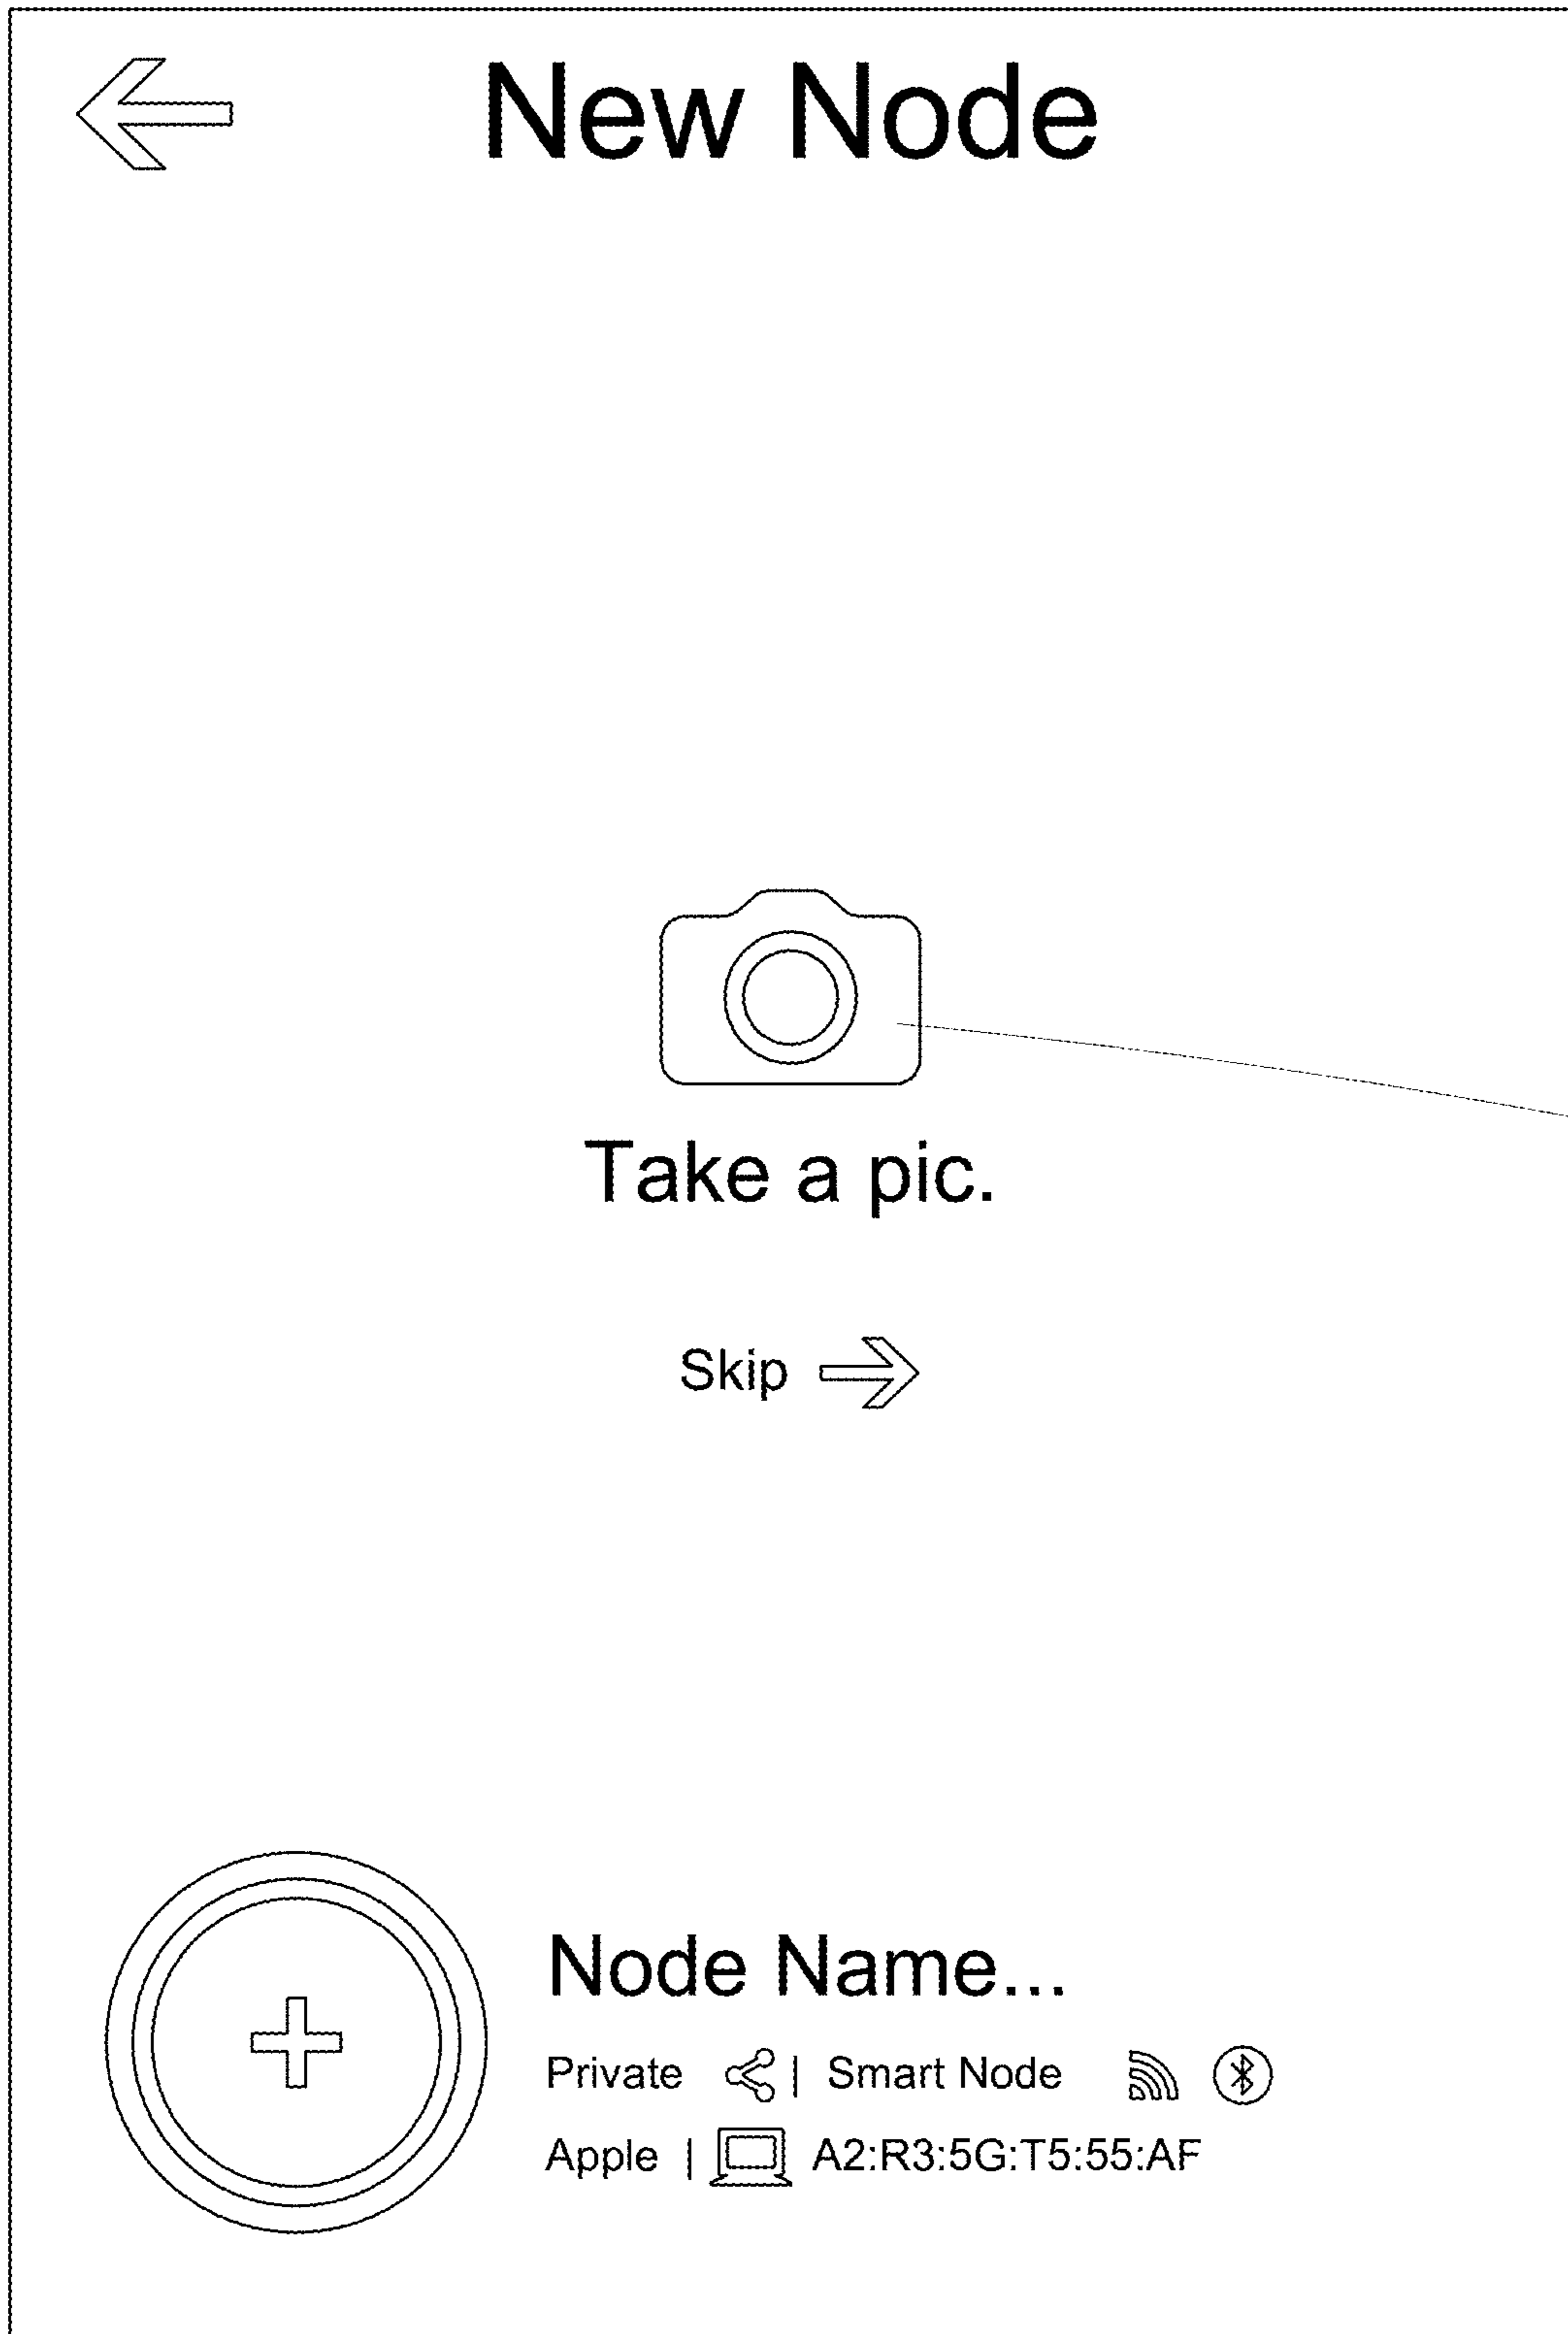 New Node
Take a pic.
Skip
Node Name...
Private | Smart Node
Apple | A2:R3:5G:T5:55:AF